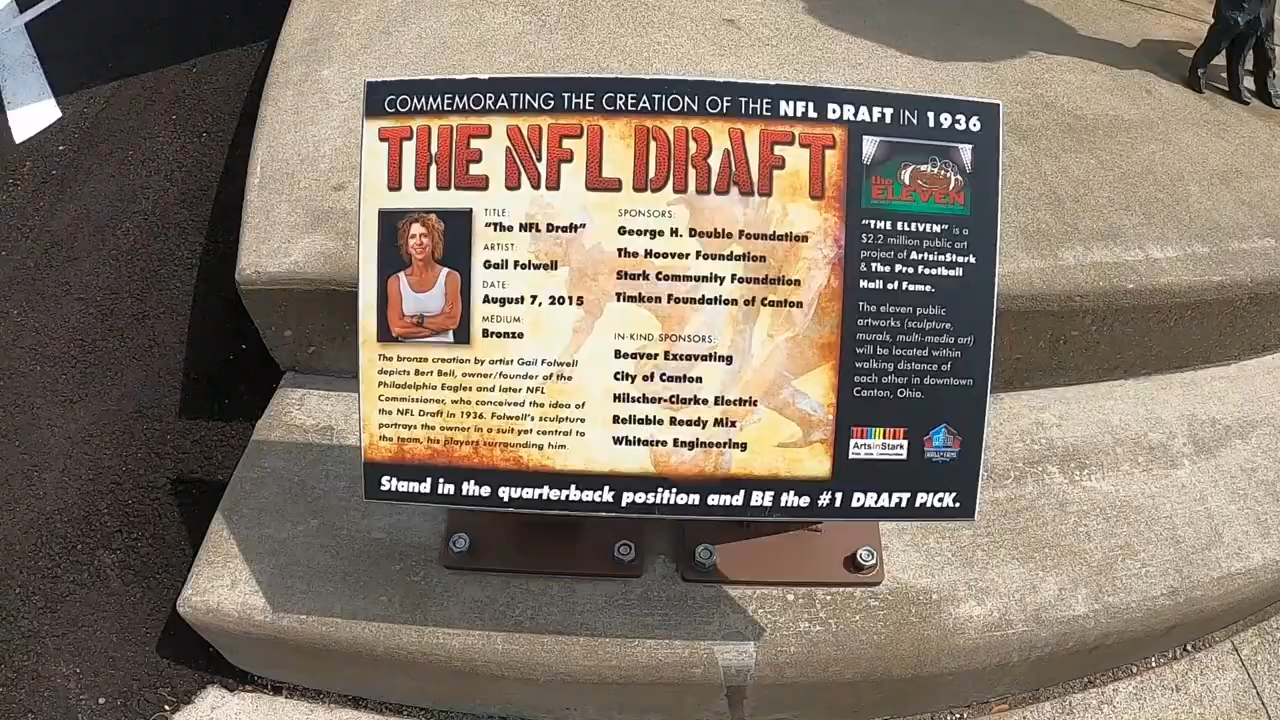 COMMEMORATING THE CREATION OF THE NFL DRAFT IN 1936
THE NFL DRAFT
TITLE:
"The NFL Draft"
ARTIST:
Gail Folwell
DATE:
August 7, 2015
MEDIUM:
Bronze
The bronze creation by artist Gail Folwell
depicts Bert Bell, owner/founder of the
Philadelphia Eagles and later NFL
Commissioner, who conceived the idea of
the NFL Draft in 1936. Folwell's sculpture
portrays the owner in a suit yet central to
the team, his players surrounding him.
SPONSORS:
George H. Deuble Foundation
The Hoover Foundation
Stark Community Foundation
Timken Foundation of Canton
IN-KIND SPONSORS:
Beaver Excavating
City of Canton
Hilscher-Clarke Electric
Reliable Ready Mix
Whitacre Engineering
the
ELEVEN
"THE ELEVEN" is a
$2.2 million public art
project of ArtsinStark
& The Pro Football
Hall of Fame.
The eleven public
artworks (sculpture,
murals, multi-media art)
will be located within
walking distance of
each other in downtown
Canton, Ohio.
ArtsinStark
Stand in the quarterback position and BE the #1 DRAFT PICK.